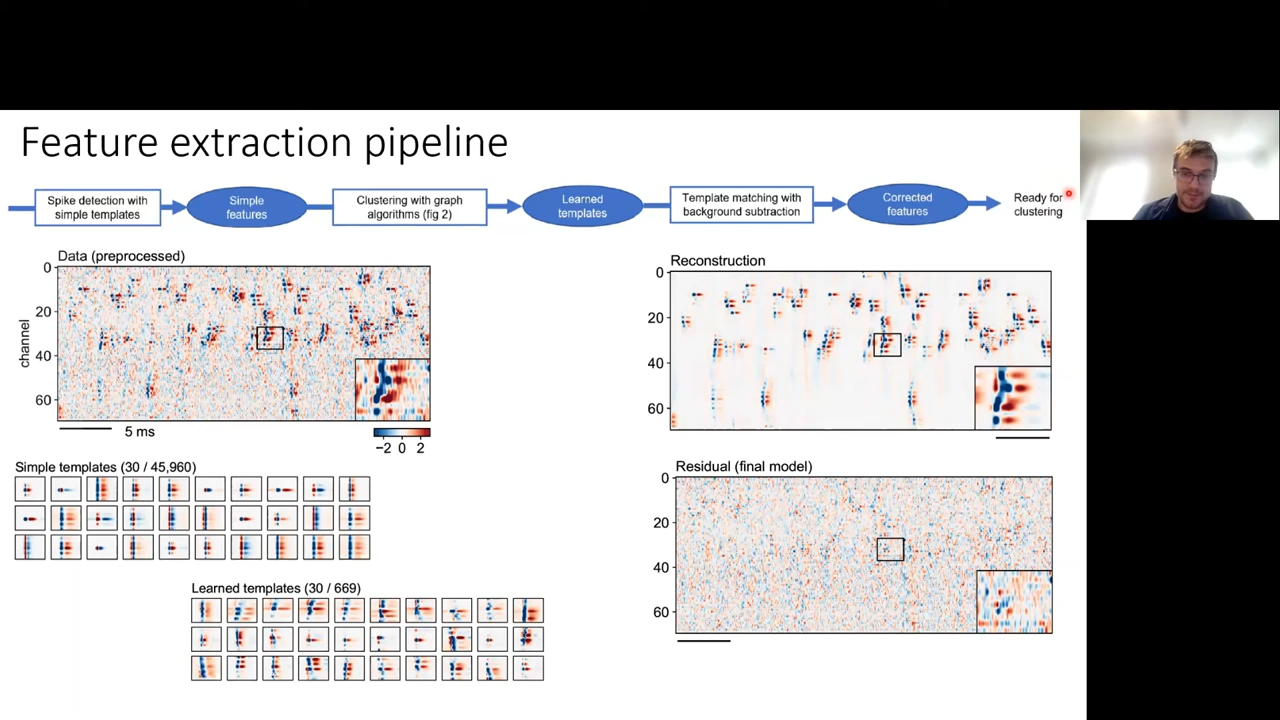 Feature extraction pipeline
Spike detection with
simple templates
Simple
features
Clustering with graph
algorithms (fig 2)
Learned
templates
Template matching with
background subtraction
Corrected
features
Ready for
clustering
Data (preprocessed)
0
20
40
60
channel
5 ms
−2 0 2
Reconstruction
0
20
40
60
Simple templates (30 / 45,960)
Residual (final model)
0
20
40
60
Learned templates (30 / 669)